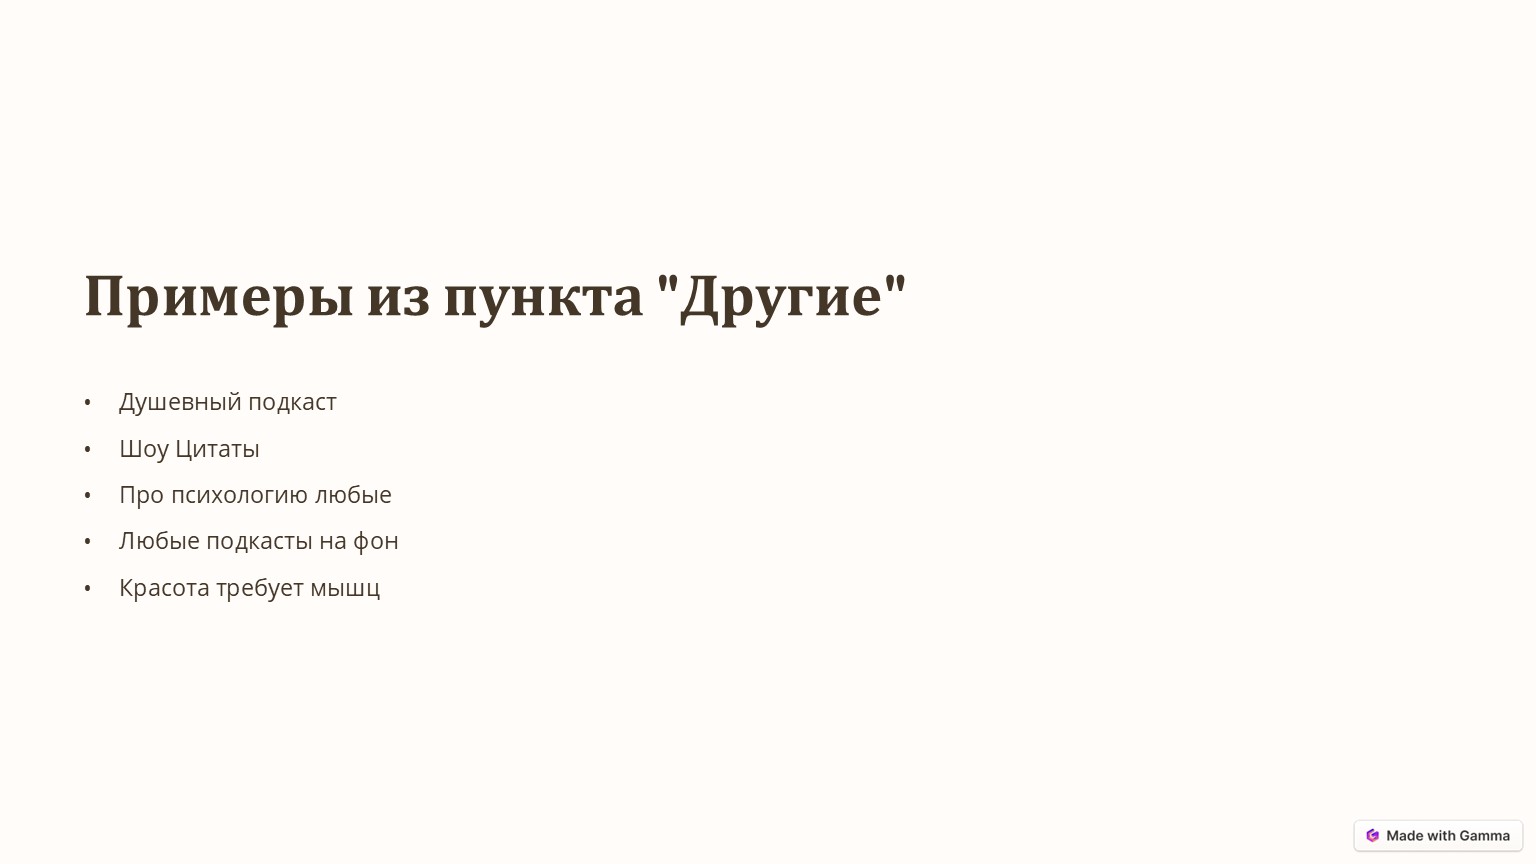 Примеры из пункта "Другие"
• Душевный подкаст
• Шоу Цитаты
• Про психологию любые
• Любые подкасты на фон
• Красота требует мышц
Made with Gamma